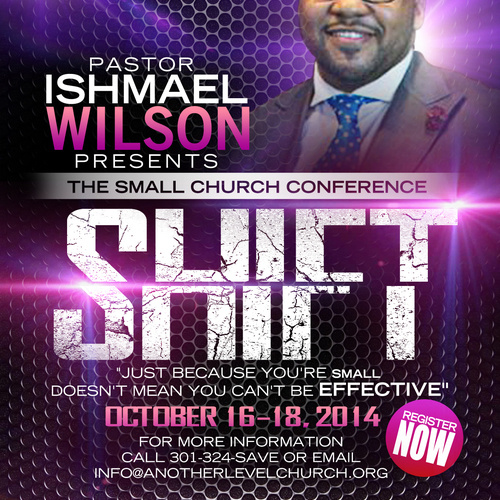 PASTOR
ISHMAEL
WILSON
PRESENTS
THE SMALL CHURCH CONFERENCE
SHIFT
"JUST BECAUSE YOU'RE SMALL
DOESN'T MEAN YOU CAN'T BE EFFECTIVE"
OCTOBER 16-18, 2014
REGISTER
NOW
FOR MORE INFORMATION
CALL 301-324-SAVE OR EMAIL
INFO@ANOTHERLEVELCHURCH.ORG